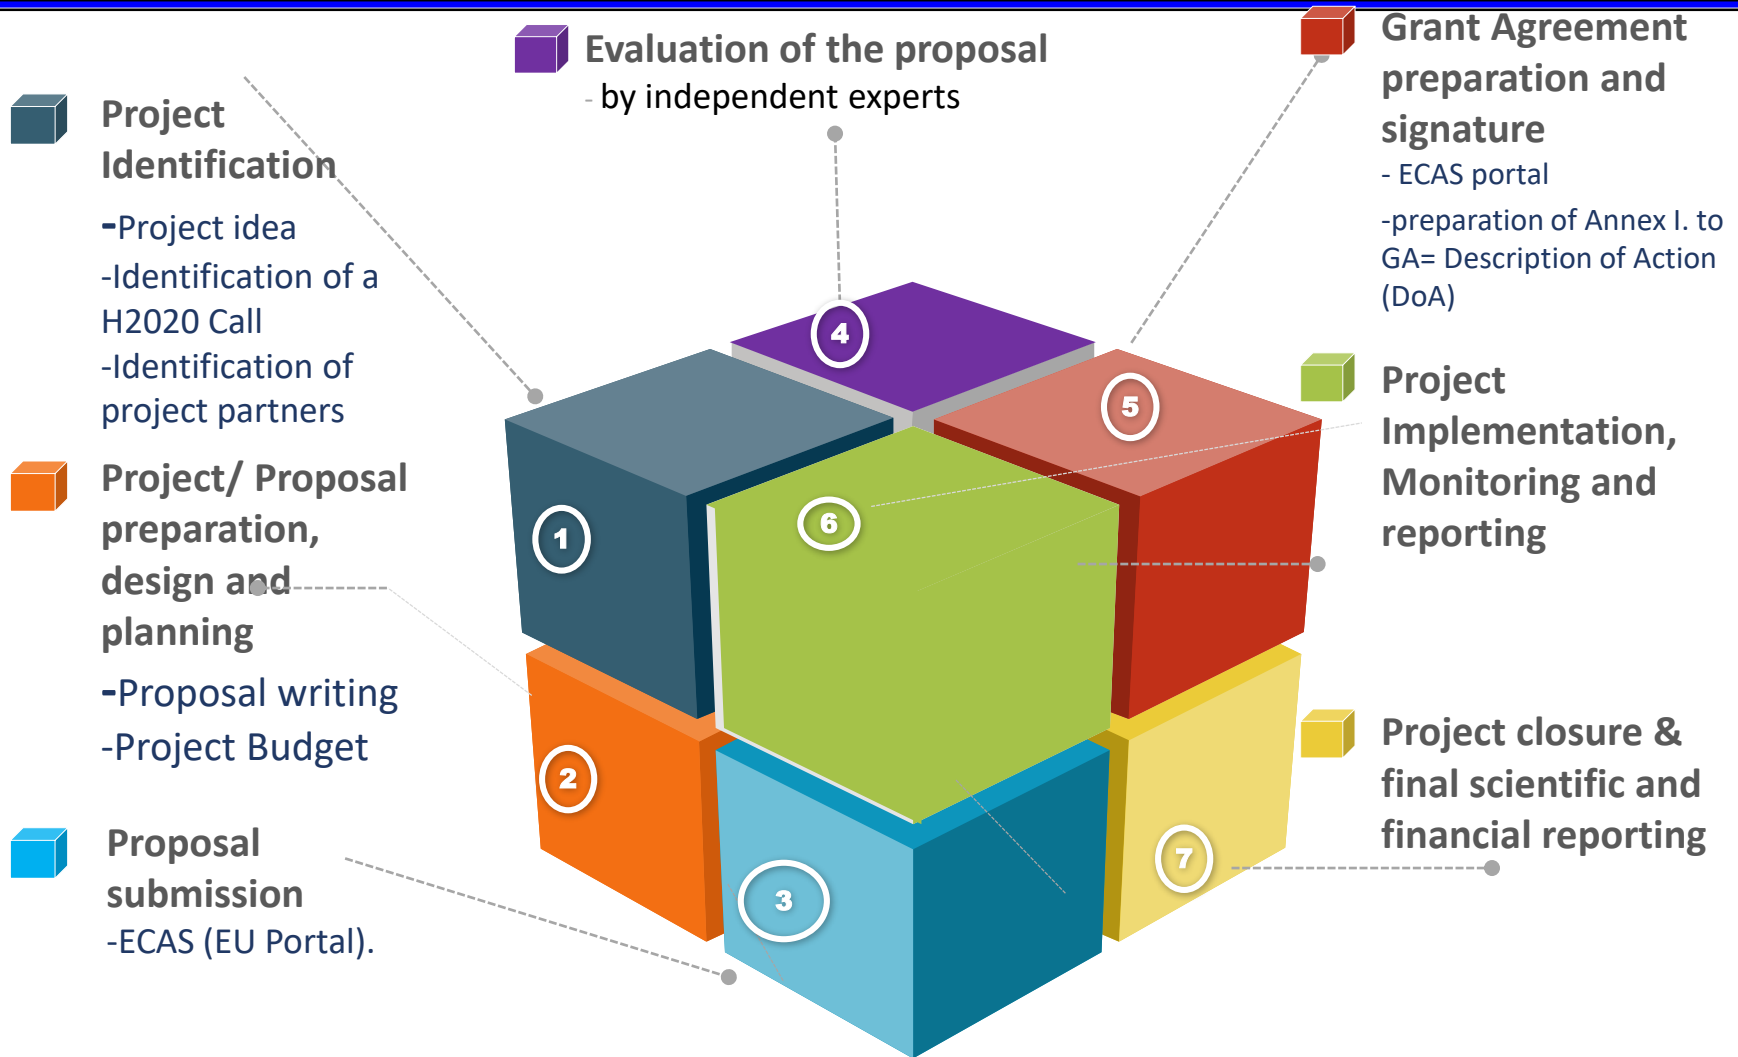 Project
Identification
-Project idea
-Identification of a
H2020 Call
-Identification of
project partners
Project/ Proposal
preparation,
design and
planning
-Proposal writing
-Project Budget
Proposal
submission
-ECAS (EU Portal).
Evaluation of the proposal
- by independent experts
Grant Agreement
preparation and
signature
- ECAS portal
-preparation of Annex I. to
GA= Description of Action
(DoA)
Project
Implementation,
Monitoring and
reporting
Project closure &
final scientific and
financial reporting
4
5
6
1
2
3
7